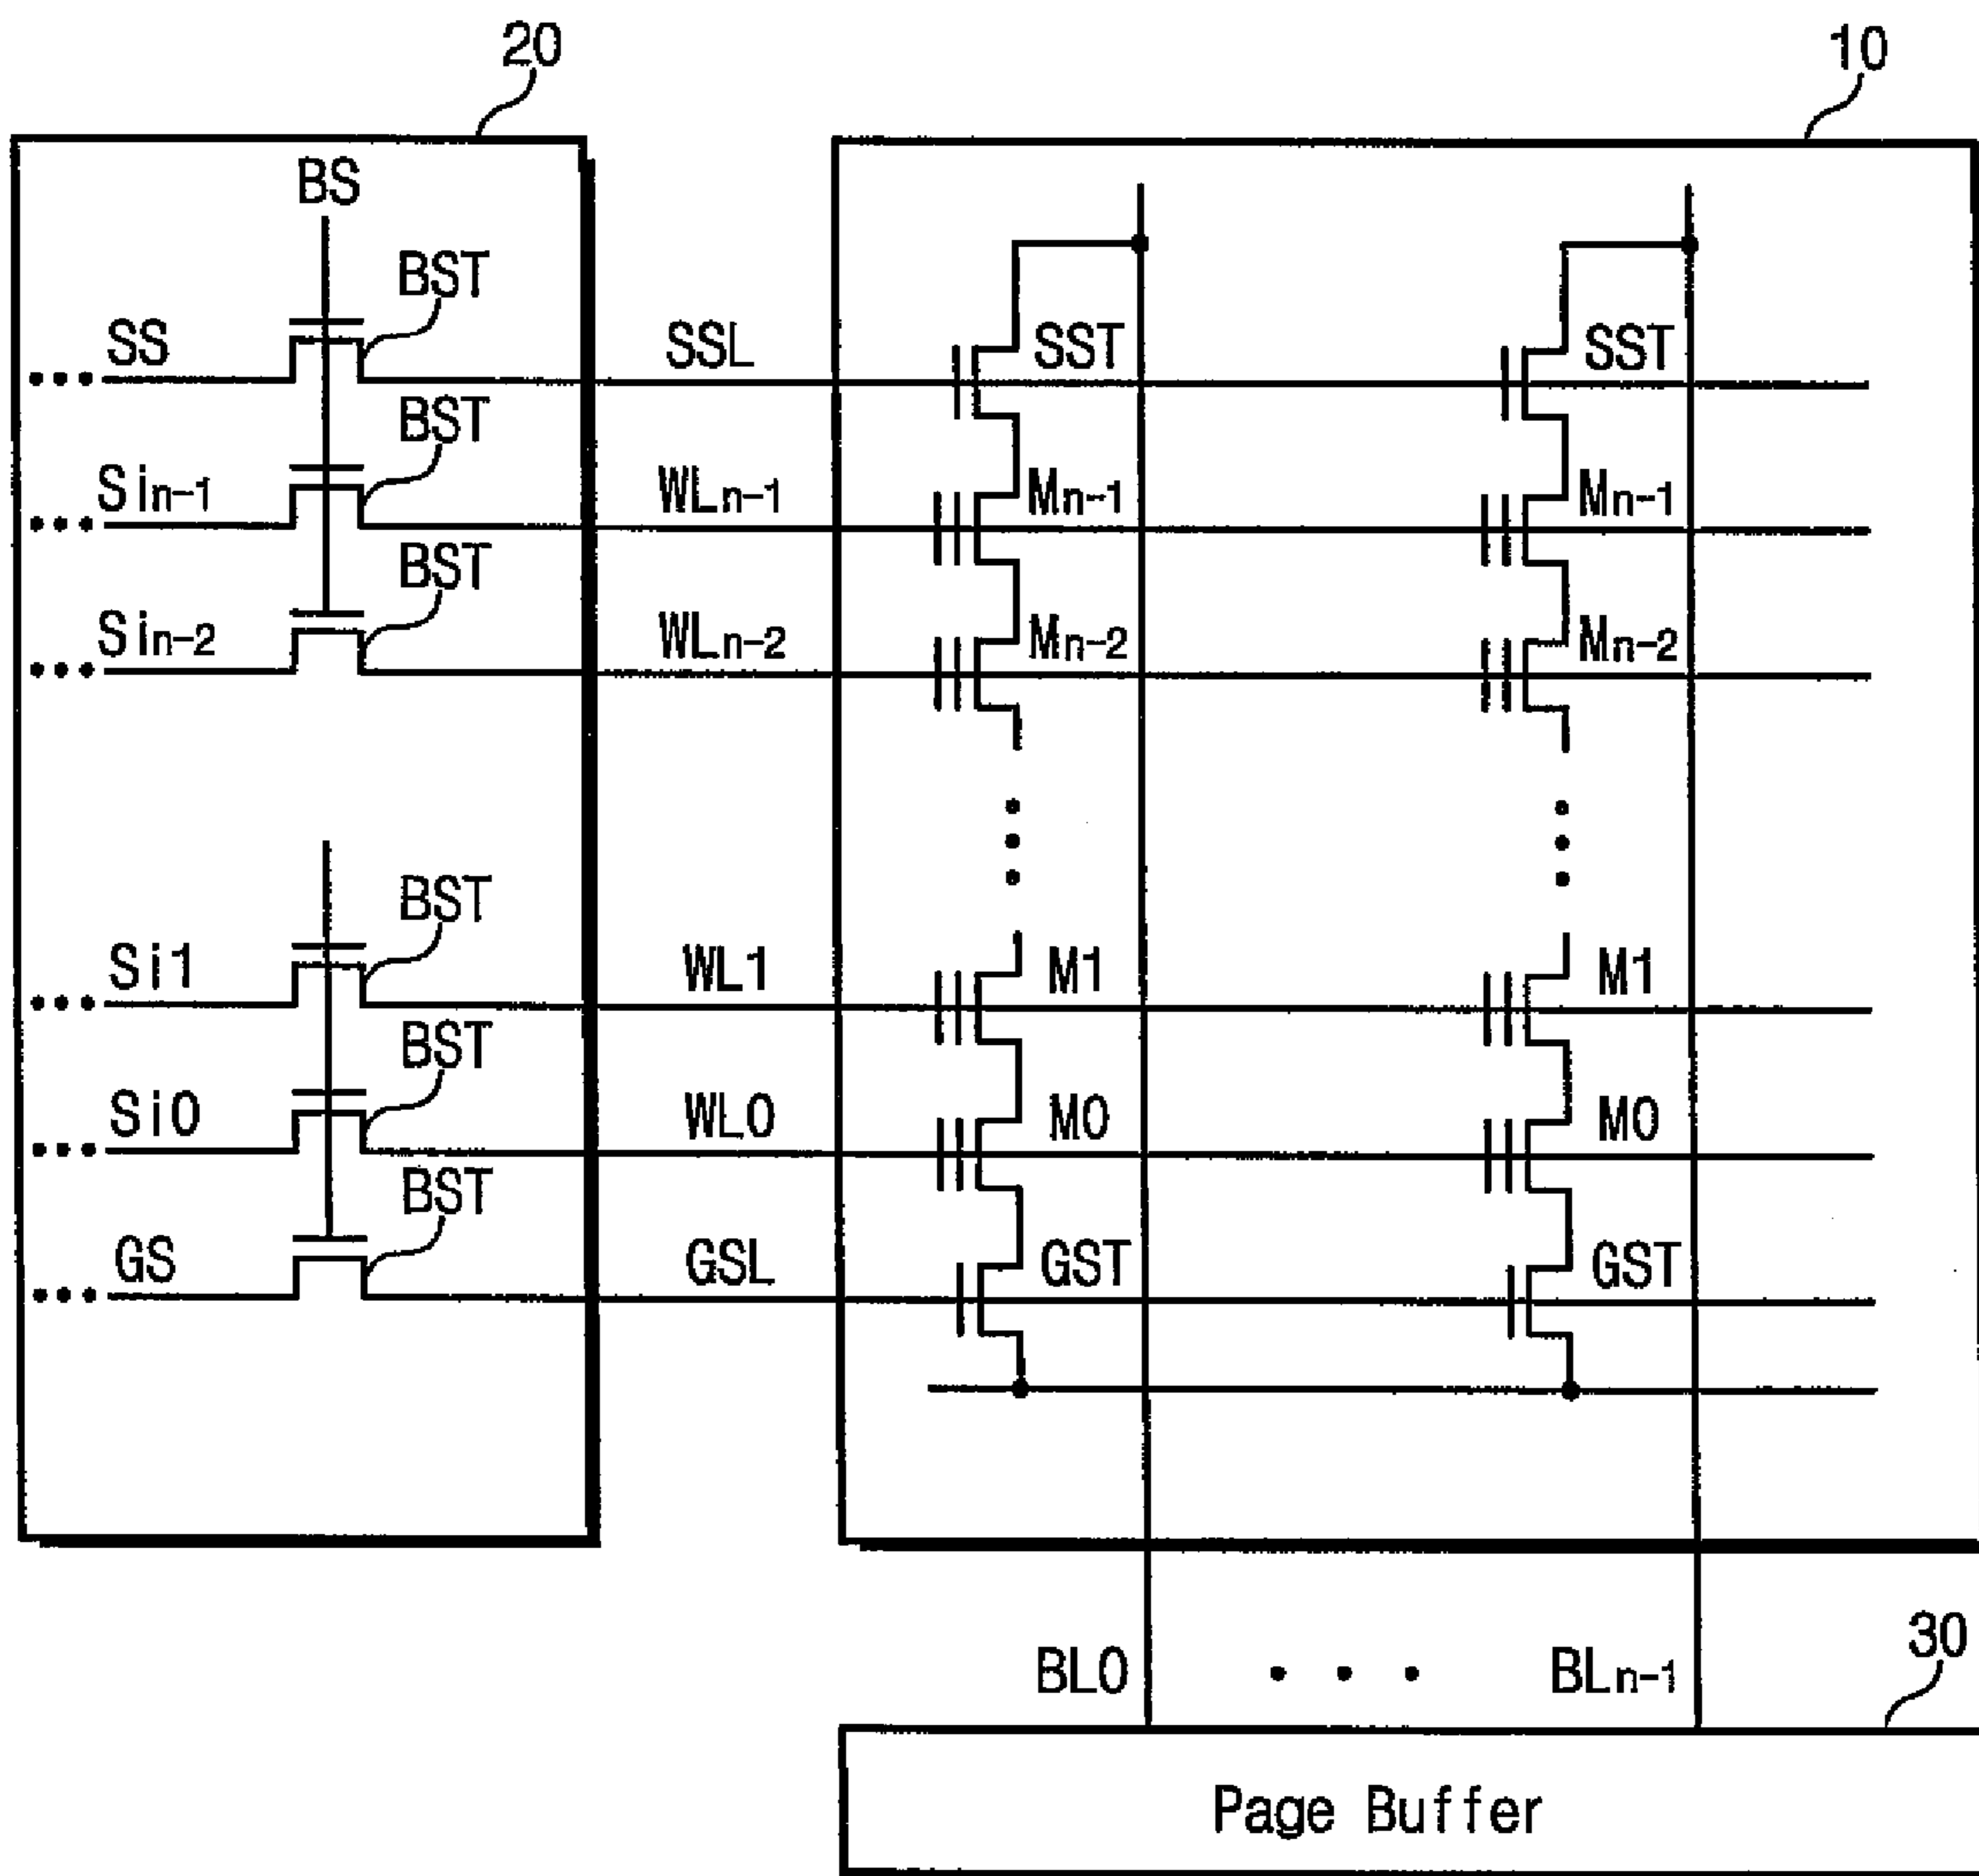 20
10
BS
BST
SS
SSL
SST
SST
BST
Sin-1
WLn-1
Mn-1
Mn-1
BST
Sin-2
WLn-2
Mn-2
Mn-2
BST
Si1
WL1
M1
M1
BST
Si0
WL0
M0
M0
BST
GS
GSL
GST
GST
30
BL0
BLn-1
Page Buffer